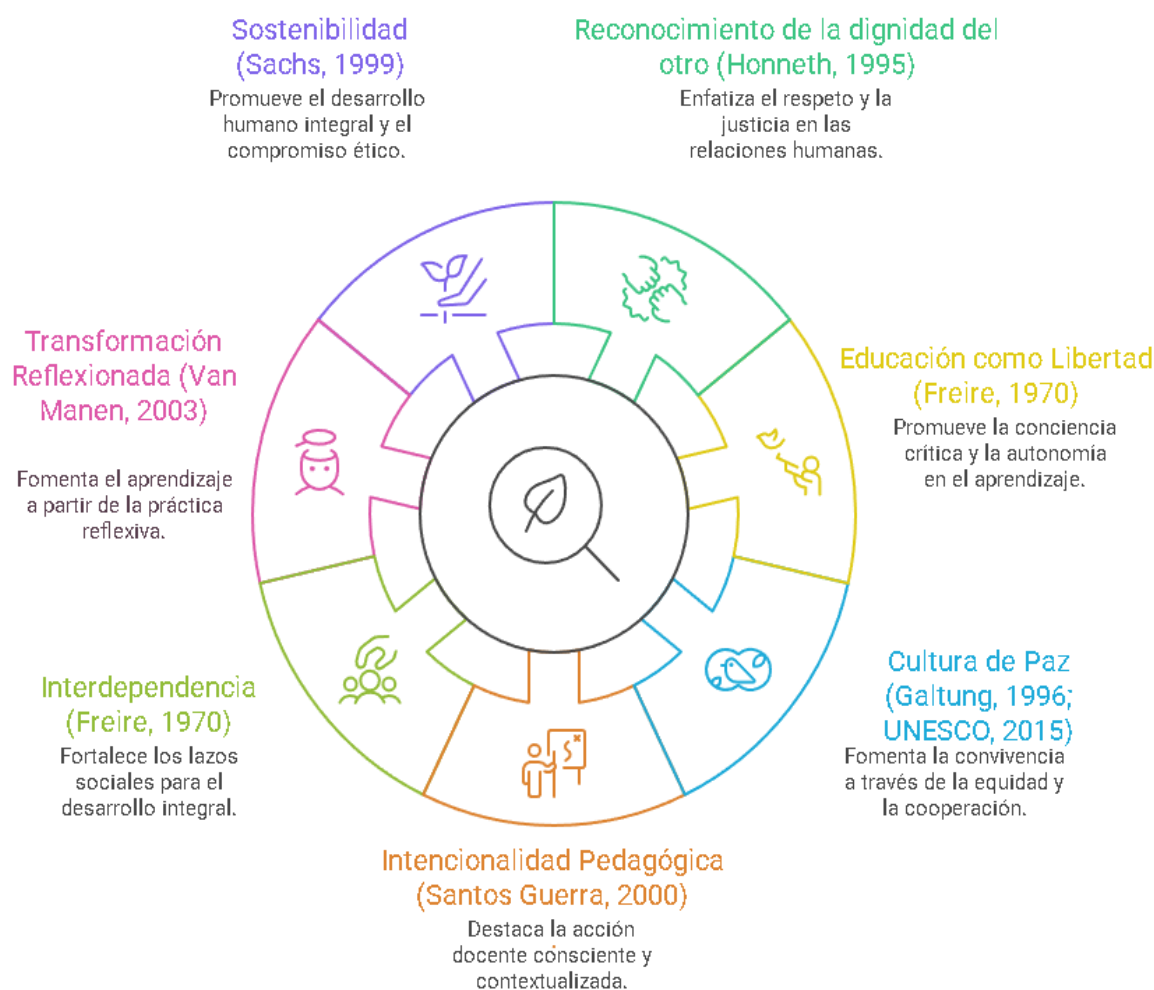 Sostenibilidad
(Sachs, 1999)
Promueve el desarrollo
humano integral y el
compromiso ético.
Reconocimiento de la dignidad del
otro (Honneth, 1995)
Enfatiza el respeto y la
justicia en las
relaciones humanas.
Transformación
Reflexionada (Van
Manen, 2003)
Fomenta el aprendizaje
a partir de la práctica
reflexiva.
Educación como Libertad
(Freire, 1970)
Promueve la conciencia
crítica y la autonomía
en el aprendizaje.
Interdependencia
(Freire, 1970)
Fortalece los lazos
sociales para el
desarrollo integral.
Cultura de Paz
(Galtung, 1996;
UNESCO, 2015)
Fomenta la convivencia
a través de la equidad y
la cooperación.
Intencionalidad Pedagógica
(Santos Guerra, 2000)
Destaca la acción
docente consciente y
contextualizada.